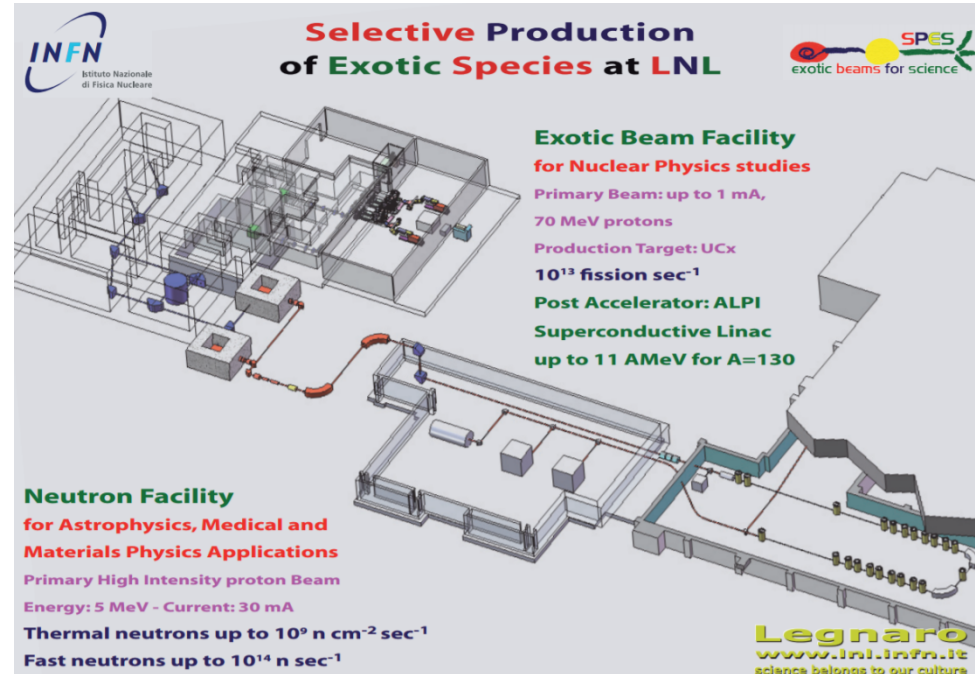 INFN
Istituto Nazionale
di Fisica Nucleare
Selective Production
of Exotic Species at LNL
SPES
exotic beams for science
Exotic Beam Facility
for Nuclear Physics studies
Primary Beam: up to 1 mA,
70 MeV protons
Production Target: UCx
10¹³ fission sec⁻¹
Post Accelerator: ALPI
Superconductive Linac
up to 11 AMeV for A=130
Neutron Facility
for Astrophysics, Medical and
Materials Physics Applications
Primary High Intensity proton Beam
Energy: 5 MeV - Current: 30 mA
Thermal neutrons up to 10⁹ n cm⁻² sec⁻¹
Fast neutrons up to 10¹⁴ n sec⁻¹
Legnaro
www.lnl.infn.it
science belongs to our culture